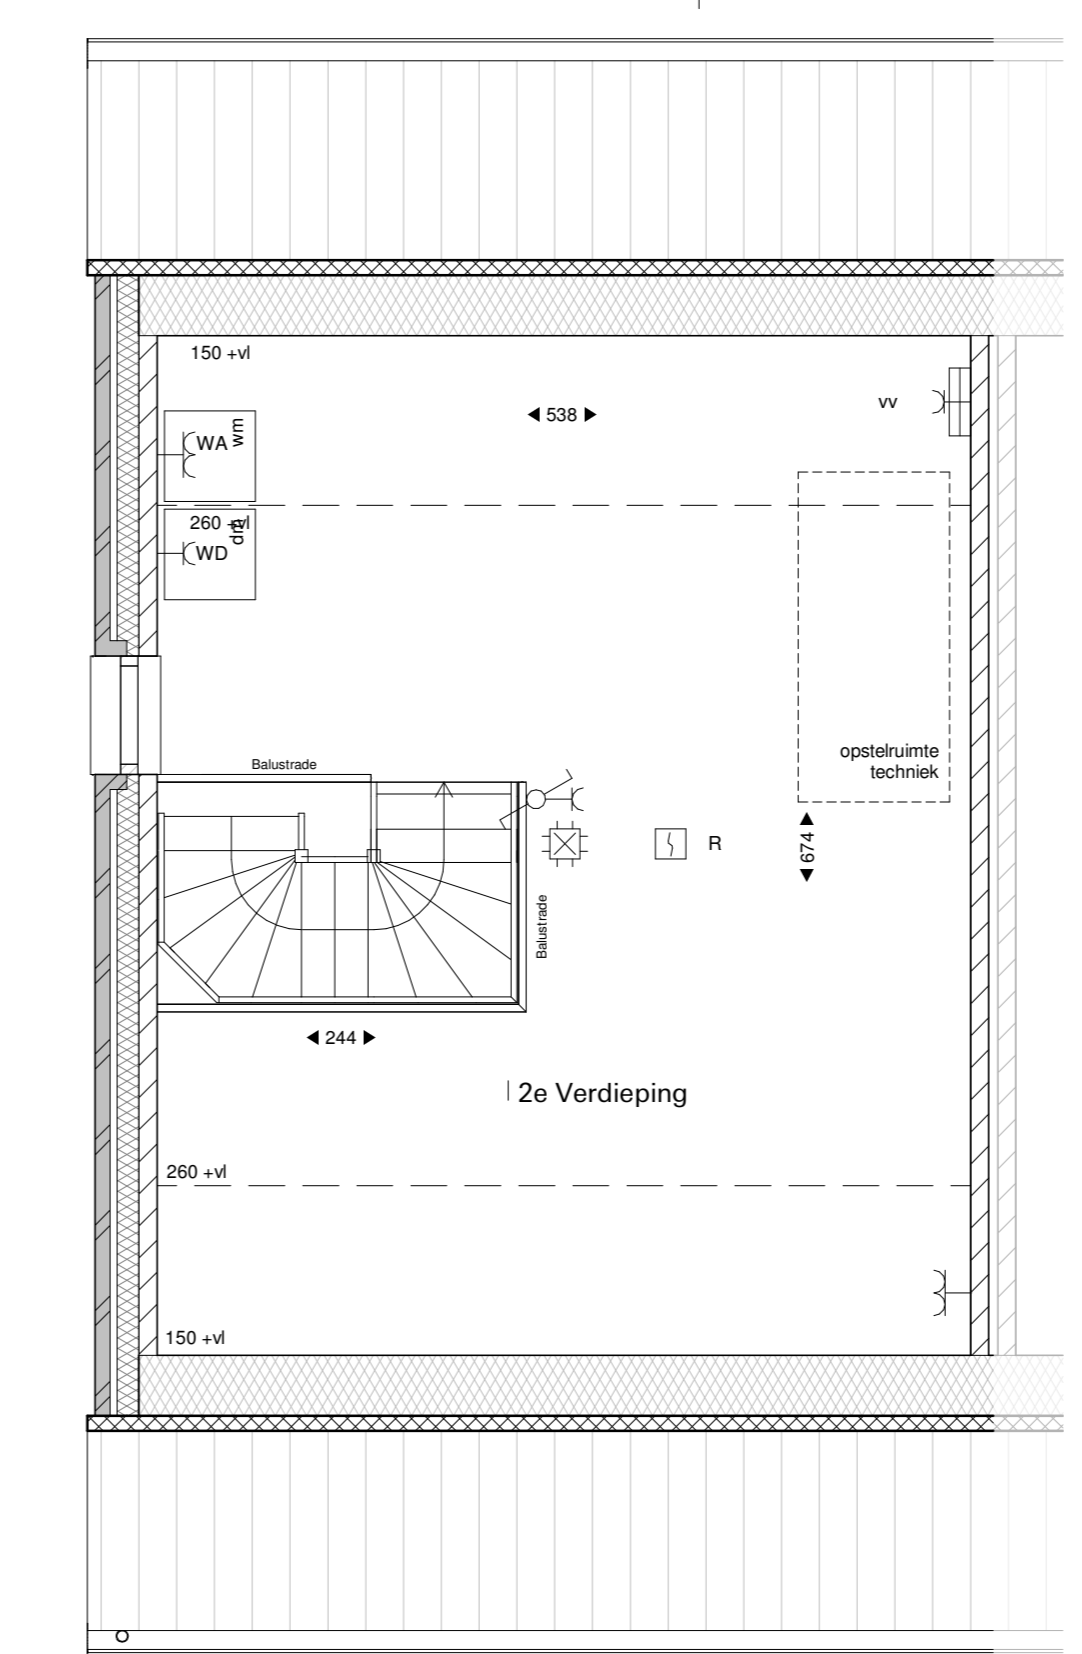 150 +vl
538
vv
WA
wm
260 +vl
dm
WD
opstelruimte
techniek
Balustrade
R
674
Balustrade
244
2e Verdieping
260 +vl
150 +vl